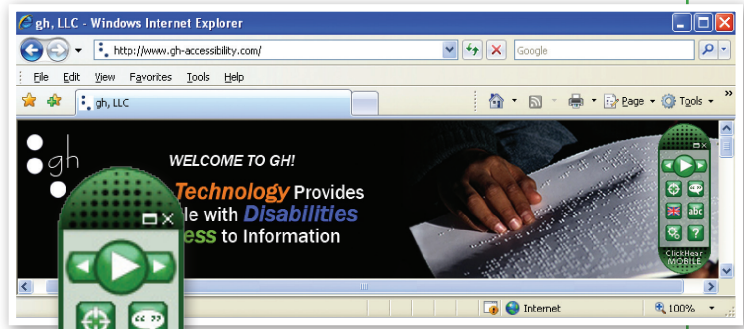 gh, LLC - Windows Internet Explorer
http://www.gh-accessibility.com/
Google
File Edit View Favorites Tools Help
gh, LLC
Page Tools
gh
WELCOME TO GH!
Technology Provides
le with Disabilities
ess to Information
abc
?
ClickHear
MOBILE
Internet
100%